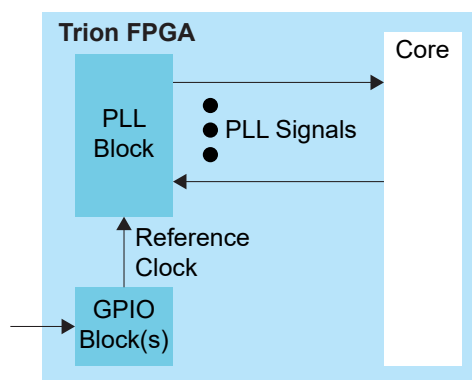 Trion FPGA
Core
PLL
Block
PLL Signals
Reference
Clock
GPIO
Block(s)